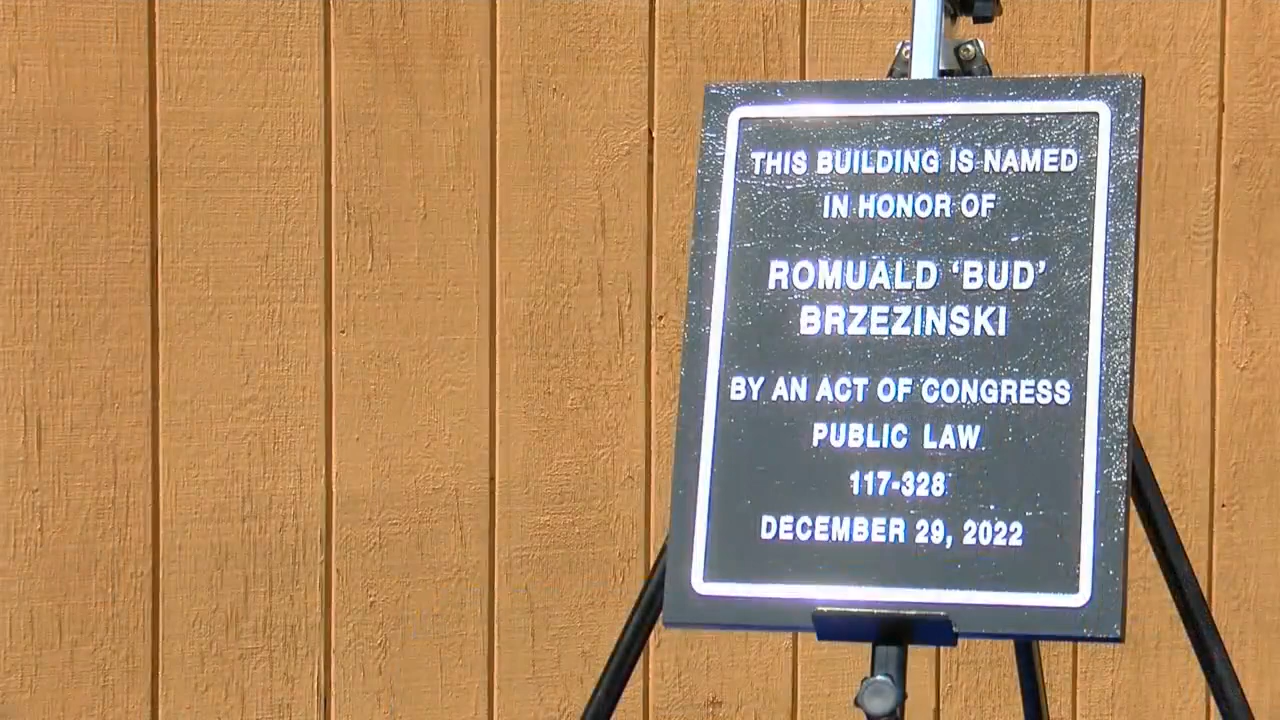 THIS BUILDING IS NAMED
IN HONOR OF
ROMUALD ‘BUD’
BRZEZINSKI
BY AN ACT OF CONGRESS
PUBLIC LAW
117-328
DECEMBER 29, 2022